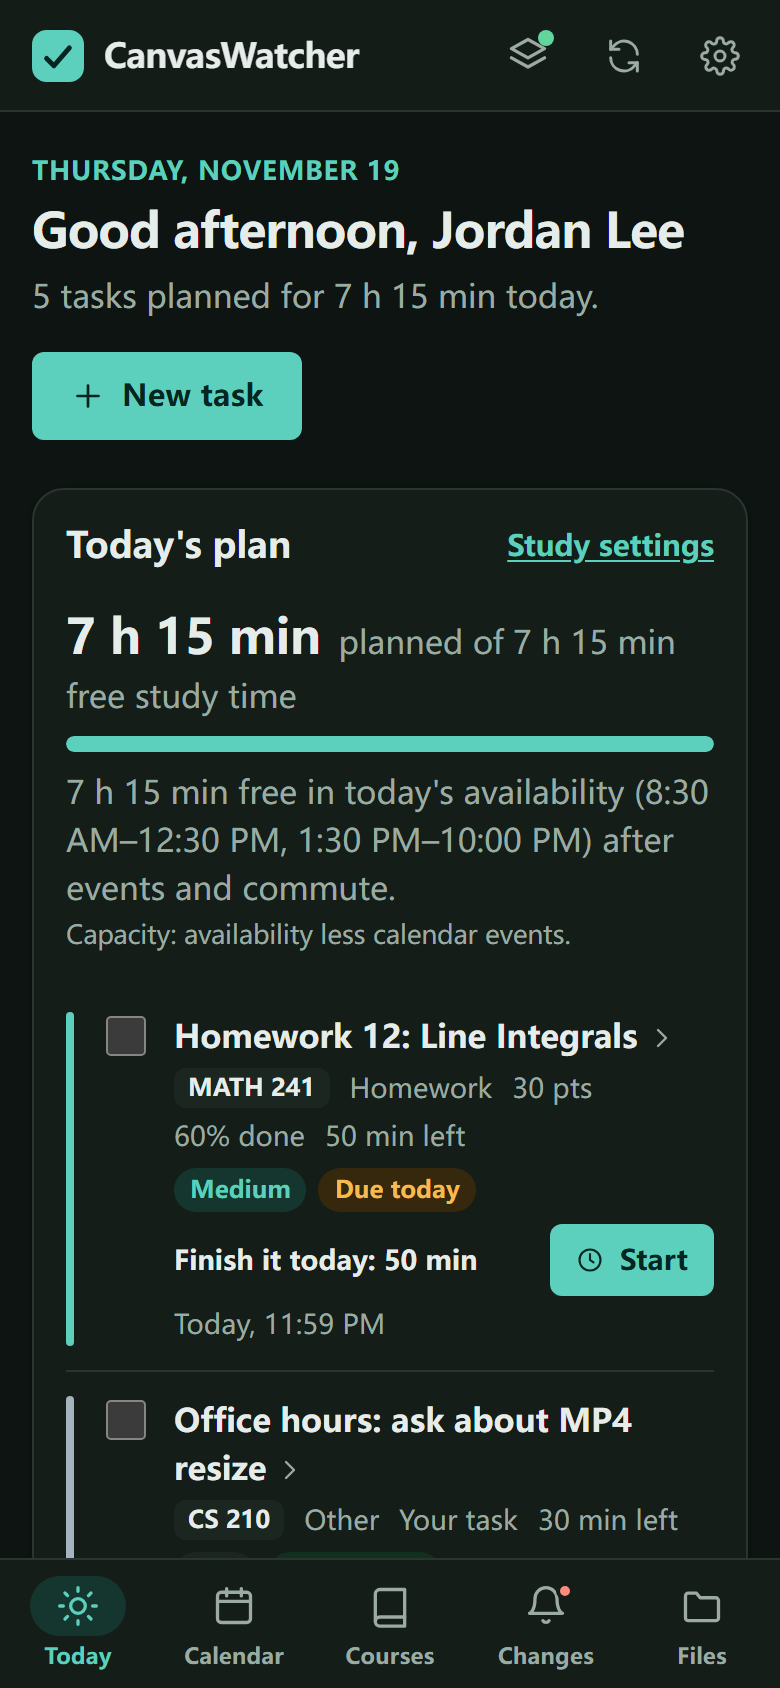 CanvasWatcher
THURSDAY, NOVEMBER 19
Good afternoon, Jordan Lee
5 tasks planned for 7 h 15 min today.
New task
Today's plan
Study settings
7 h 15 min planned of 7 h 15 min
free study time
7 h 15 min free in today's availability (8:30
AM–12:30 PM, 1:30 PM–10:00 PM) after
events and commute.
Capacity: availability less calendar events.
Homework 12: Line Integrals
MATH 241 Homework 30 pts
60% done 50 min left
Medium Due today
Finish it today: 50 min
Start
Today, 11:59 PM
Office hours: ask about MP4
resize
CS 210 Other Your task 30 min left
Today Calendar Courses Changes Files